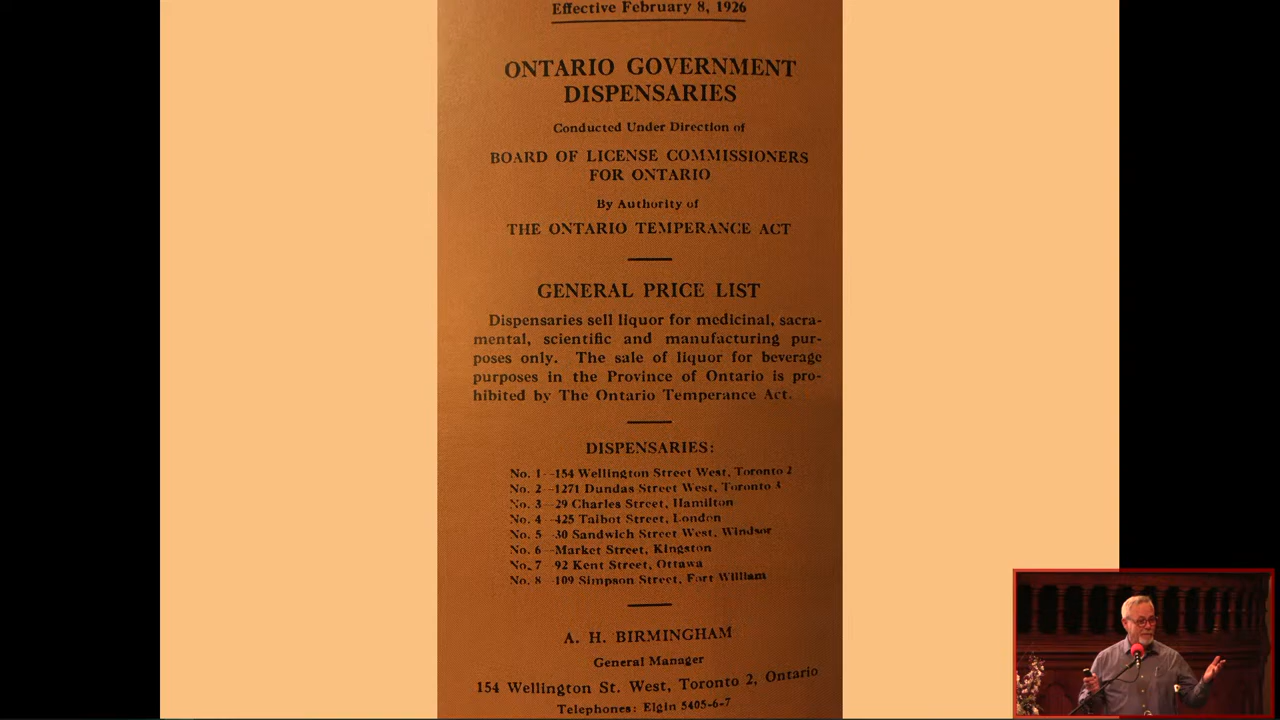 Effective February 8, 1926
ONTARIO GOVERNMENT
DISPENSARIES
Conducted Under Direction of
BOARD OF LICENSE COMMISSIONERS
FOR ONTARIO
By Authority of
THE ONTARIO TEMPERANCE ACT
GENERAL PRICE LIST
Dispensaries sell liquor for medicinal, sacra-
mental, scientific and manufacturing pur-
poses only. The sale of liquor for beverage
purposes in the Province of Ontario is pro-
hibited by The Ontario Temperance Act.
DISPENSARIES:
No. 1—154 Wellington Street West, Toronto 2
No. 2—1271 Dundas Street West, Toronto 3
No. 3—29 Charles Street, Hamilton
No. 4—425 Talbot Street, London
No. 5—30 Sandwich Street West, Windsor
No. 6—Market Street, Kingston
No. 7—92 Kent Street, Ottawa
No. 8—109 Simpson Street, Fort William
A. H. BIRMINGHAM
General Manager
154 Wellington St. West, Toronto 2, Ontario
Telephones: Elgin 5405-6-7